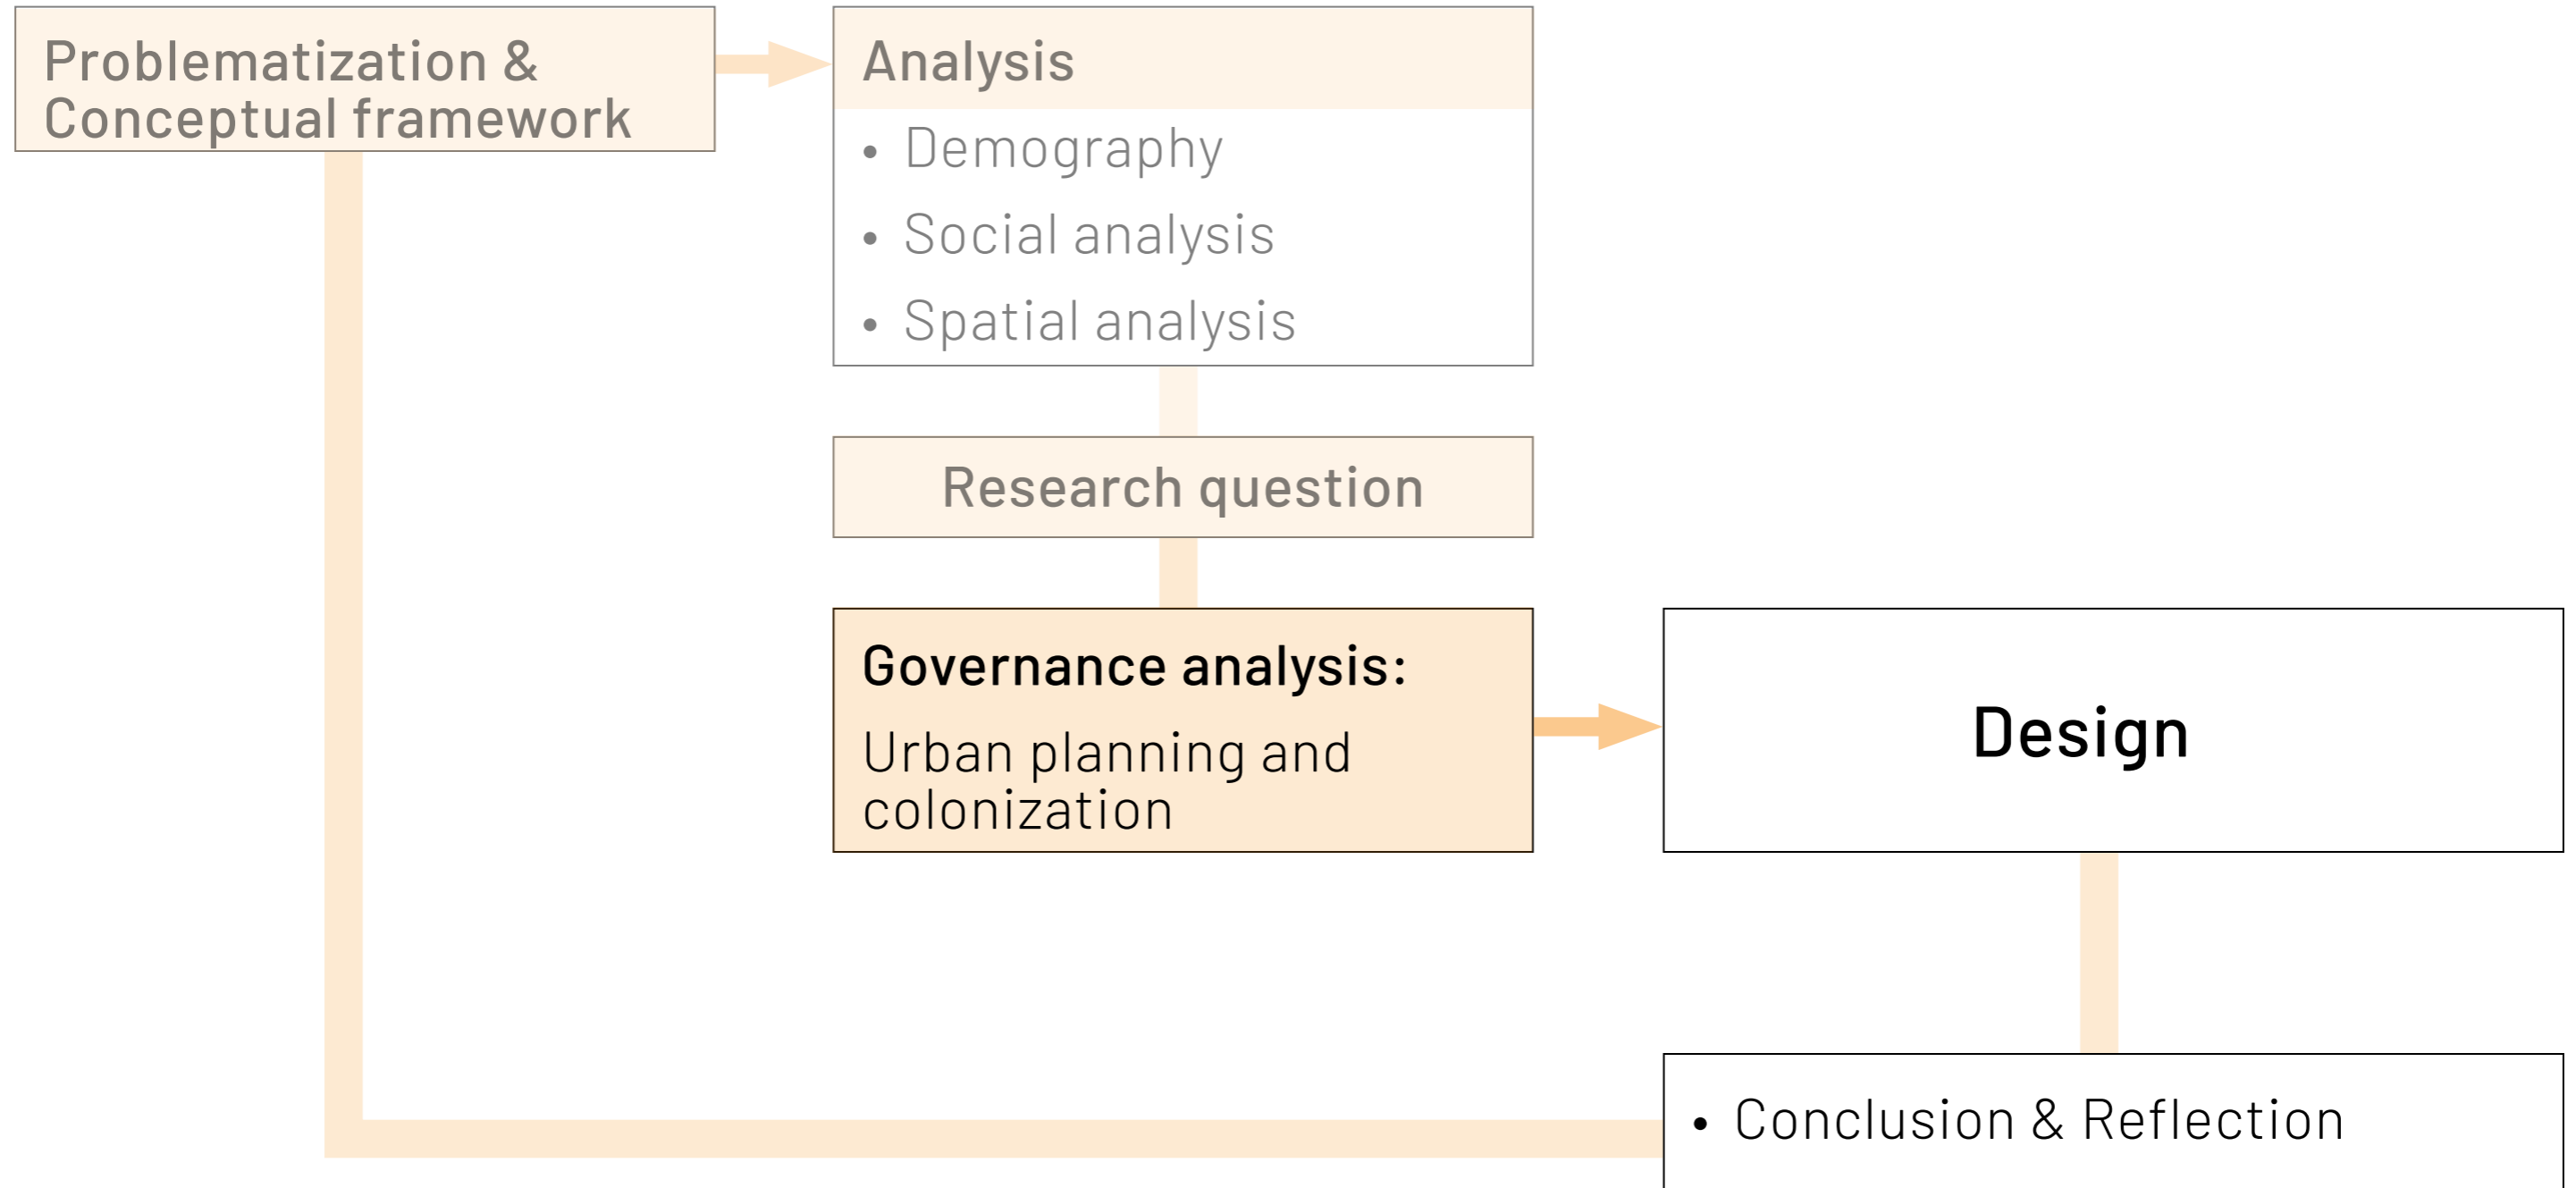 Problematization &
Conceptual framework
Analysis
• Demography
• Social analysis
• Spatial analysis
Research question
Governance analysis:
Urban planning and
colonization
Design
• Conclusion & Reflection